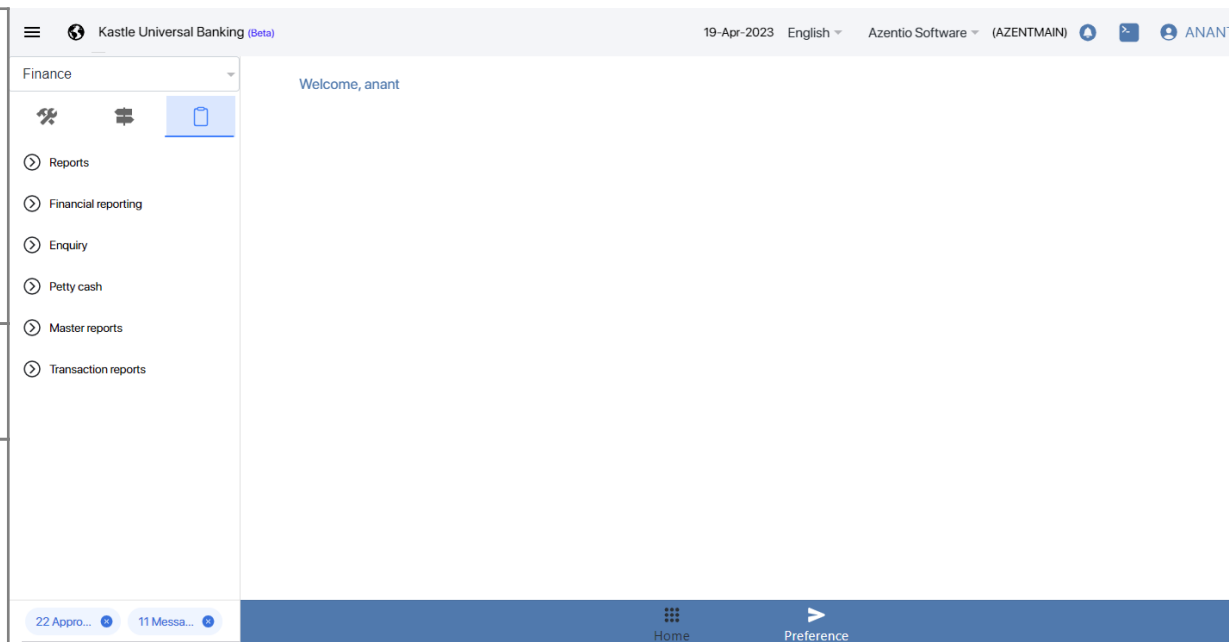 Kastle Universal Banking (Beta)
19-Apr-2023 English Azentio Software (AZENTMAIN) ANANT
Finance
Welcome, anant
Reports
Financial reporting
Enquiry
Petty cash
Master reports
Transaction reports
22 Appro... 11 Messa...
Home Preference